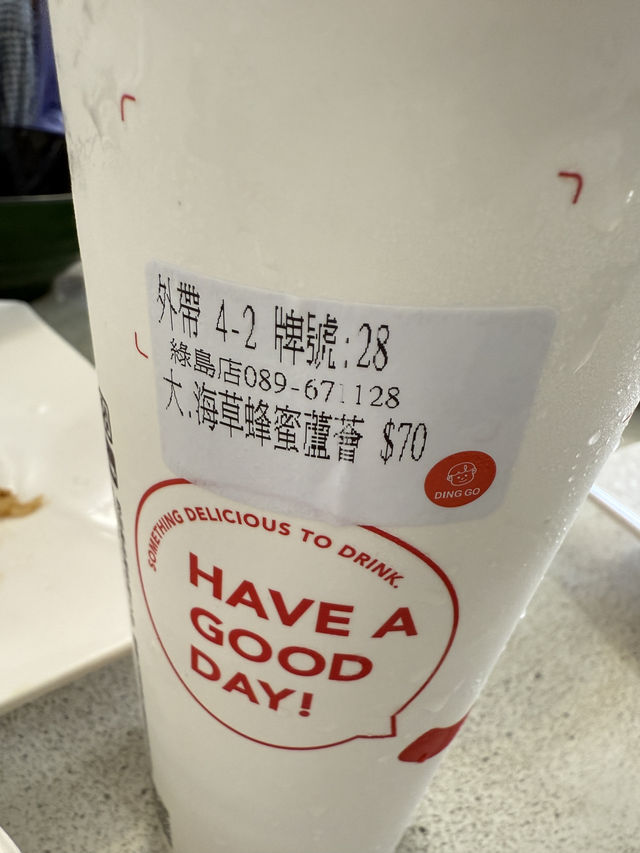 外帶 4-2 牌號:28
綠島店089-671128
大.海草蜂蜜蘆薈 $70
DING GO
SOMETHING DELICIOUS TO DRINK.
HAVE A
GOOD
DAY!